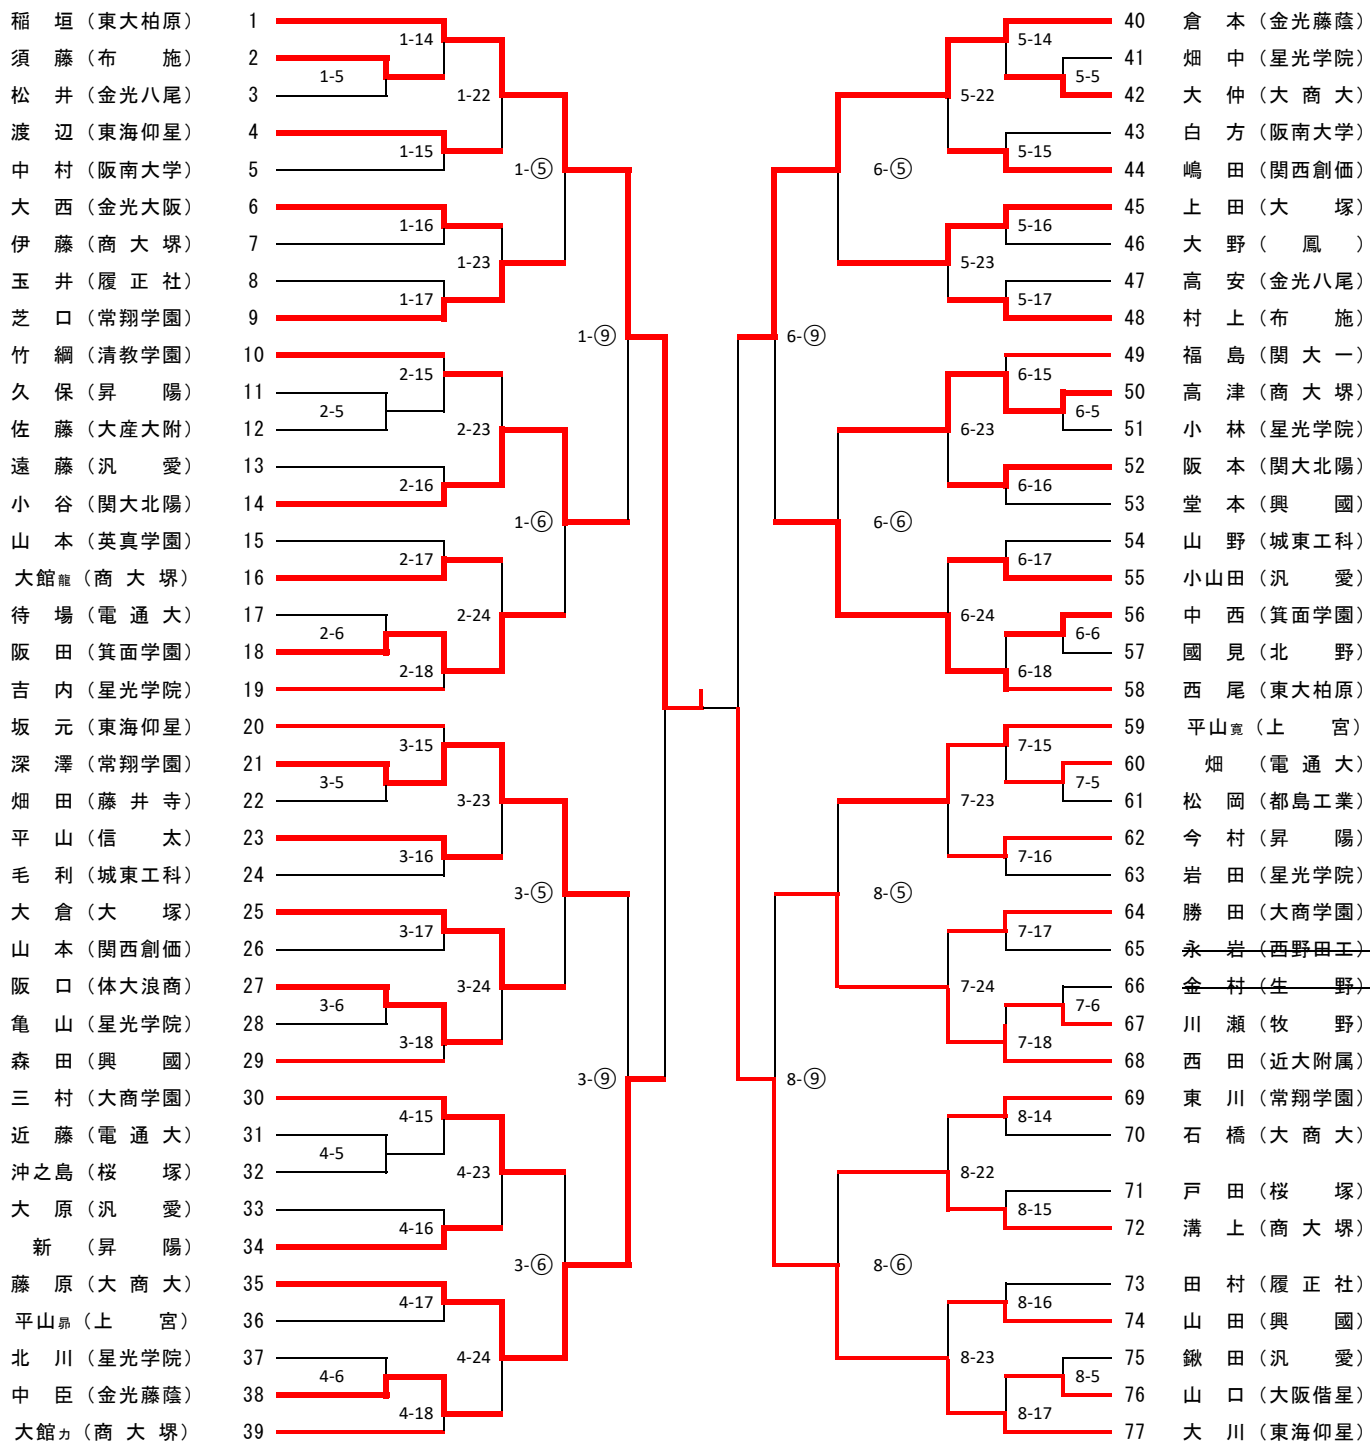 稲　垣（東大柏原） 1
須　藤（布　　施） 2
松　井（金光八尾） 3
渡　辺（東海仰星） 4
中　村（阪南大学） 5
大　西（金光大阪） 6
伊　藤（商 大 堺） 7
玉　井（履 正 社） 8
芝　口（常翔学園） 9
竹　綱（清教学園） 10
久　保（昇　　陽） 11
佐　藤（大産大附） 12
遠　藤（汎　　愛） 13
小　谷（関大北陽） 14
山　本（英真学園） 15
大館龍（商 大 堺） 16
待　場（電 通 大） 17
阪　田（箕面学園） 18
吉　内（星光学院） 19
坂　元（東海仰星） 20
深　澤（常翔学園） 21
畑　田（藤 井 寺） 22
平　山（信　　太） 23
毛　利（城東工科） 24
大　倉（大　　塚） 25
山　本（関西創価） 26
阪　口（体大浪商） 27
亀　山（星光学院） 28
森　田（興　　國） 29
三　村（大商学園） 30
近　藤（電 通 大） 31
沖之島（桜　　塚） 32
大　原（汎　　愛） 33
新　（昇　　陽） 34
藤　原（大 商 大） 35
平山昴（上　　宮） 36
北　川（星光学院） 37
中　臣（金光藤蔭） 38
大館力（商 大 堺） 39
1-14
1-5
1-22
1-15
1-⑤
1-16
1-23
1-17
1-⑨
2-15
2-5
2-23
2-16
1-⑥
2-17
2-24
2-6
2-18
3-15
3-5
3-23
3-16
3-⑤
3-17
3-24
3-6
3-18
3-⑨
4-15
4-5
4-23
4-16
3-⑥
4-17
4-24
4-6
4-18
5-14
5-5
5-22
5-15
6-⑤
5-16
5-23
5-17
6-⑨
6-15
6-5
6-23
6-16
6-⑥
6-17
6-24
6-6
6-18
7-15
7-5
7-23
7-16
8-⑤
7-17
7-24
7-6
7-18
8-⑨
8-14
8-22
8-15
8-⑥
8-16
8-23
8-5
8-17
40 倉　本（金光藤蔭）
41 畑　中（星光学院）
42 大　仲（大 商 大）
43 白　方（阪南大学）
44 嶋　田（関西創価）
45 上　田（大　　塚）
46 大　野（　鳳　）
47 高　安（金光八尾）
48 村　上（布　　施）
49 福　島（関 大 一）
50 高　津（商 大 堺）
51 小　林（星光学院）
52 阪　本（関大北陽）
53 堂　本（興　　國）
54 山　野（城東工科）
55 小山田（汎　　愛）
56 中　西（箕面学園）
57 國　見（北　　野）
58 西　尾（東大柏原）
59 平山寛（上　　宮）
60 畑　（電 通 大）
61 松　岡（都島工業）
62 今　村（昇　　陽）
63 岩　田（星光学院）
64 勝　田（大商学園）
65 永　岩（西野田工）
66 金　村（生　　野）
67 川　瀬（牧　　野）
68 西　田（近大附属）
69 東　川（常翔学園）
70 石　橋（大 商 大）
71 戸　田（桜　　塚）
72 溝　上（商 大 堺）
73 田　村（履 正 社）
74 山　田（興　　國）
75 鍬　田（汎　　愛）
76 山　口（大阪偕星）
77 大　川（東海仰星）